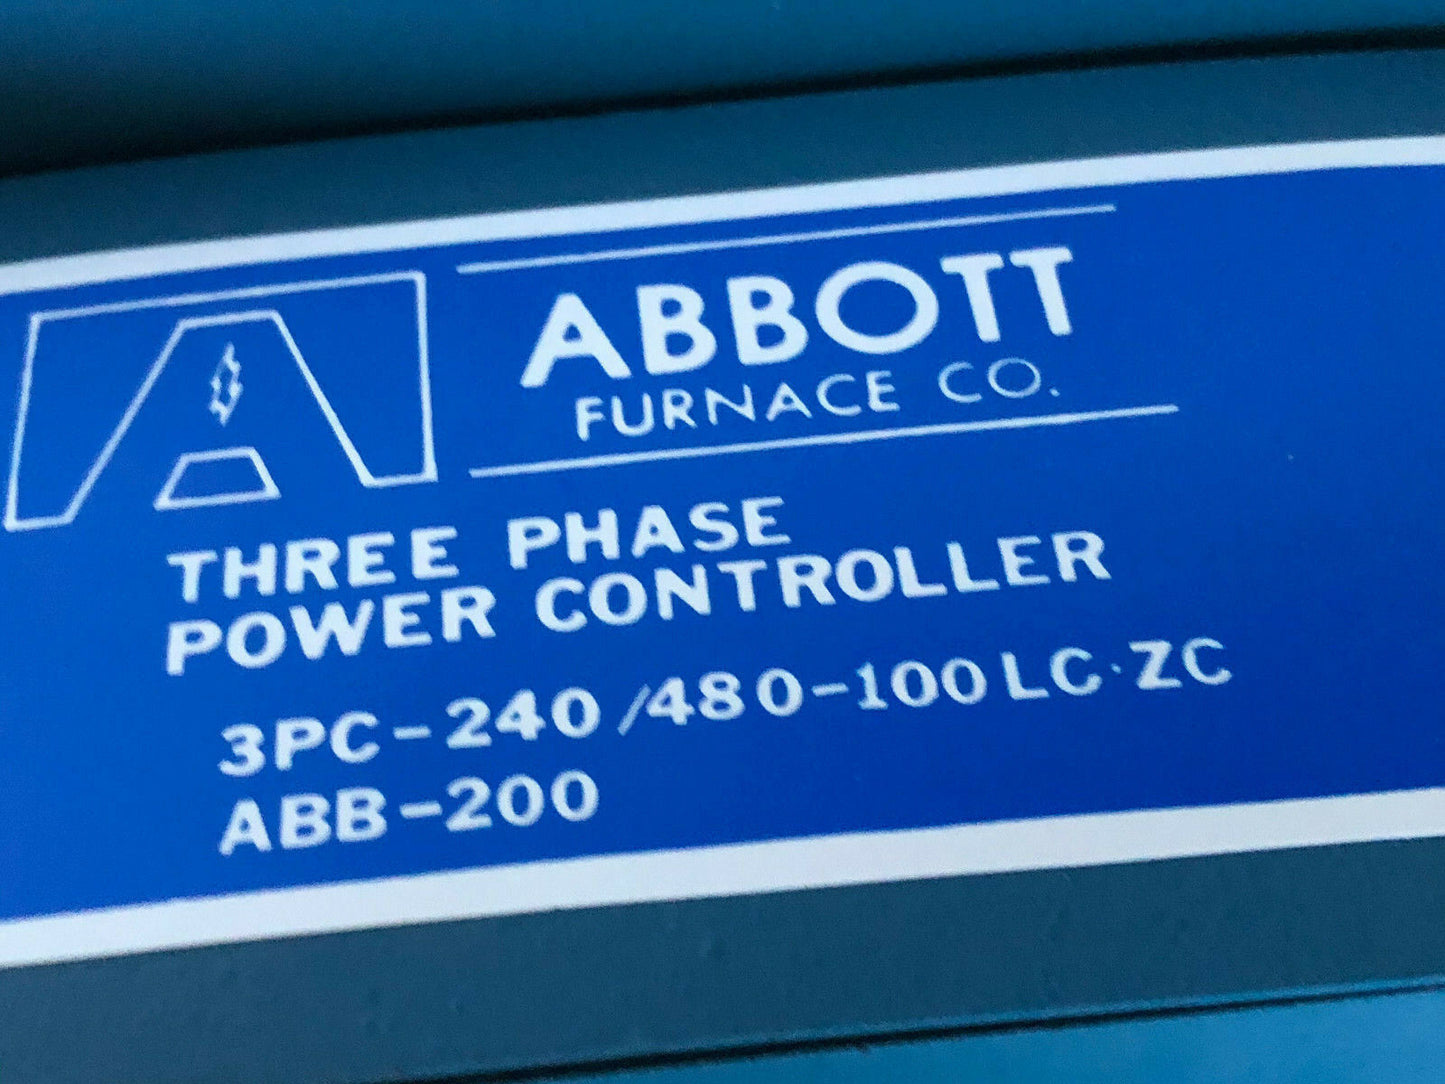 ABBOTT
FURNACE CO.
THREE PHASE
POWER CONTROLLER
3PC-240/480-100LC·ZC
ABB-200